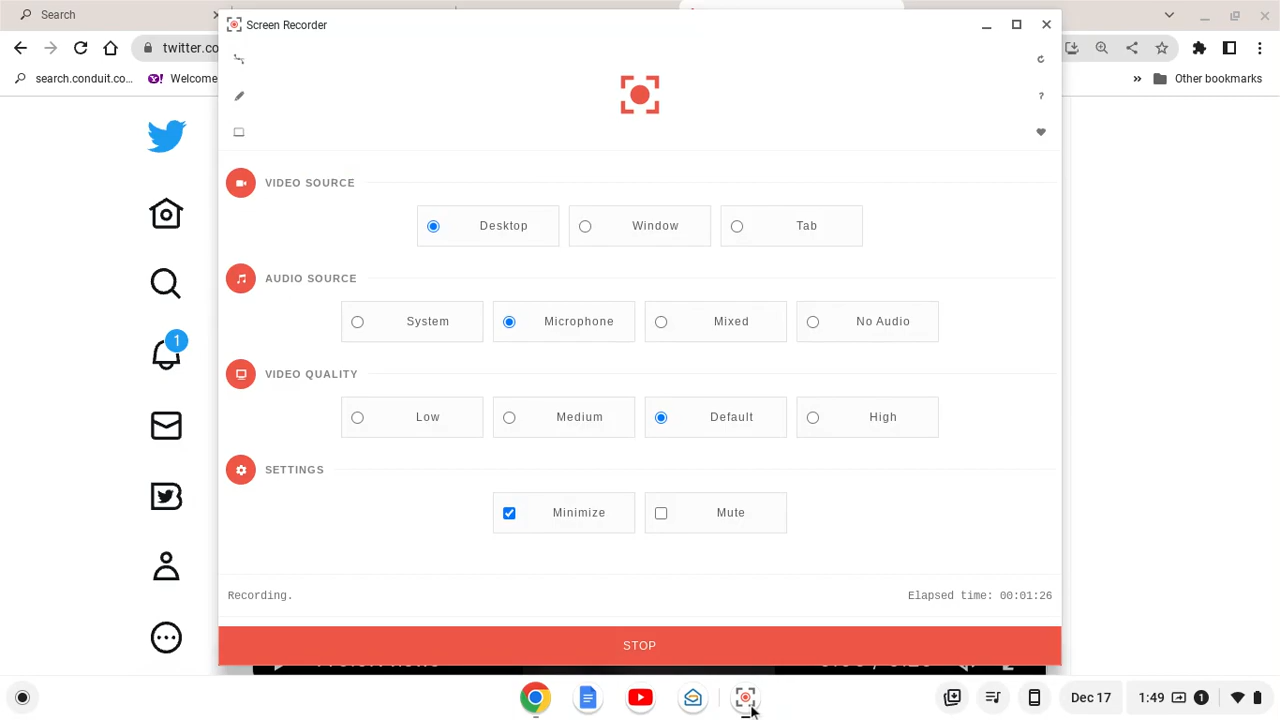 Search
Screen Recorder
twitter.co
search.conduit.co...
Welcome
Other bookmarks
VIDEO SOURCE
Desktop
Window
Tab
AUDIO SOURCE
System
Microphone
Mixed
No Audio
VIDEO QUALITY
Low
Medium
Default
High
SETTINGS
Minimize
Mute
1
Recording.
Elapsed time: 00:01:26
STOP
Dec 17
1:49
1